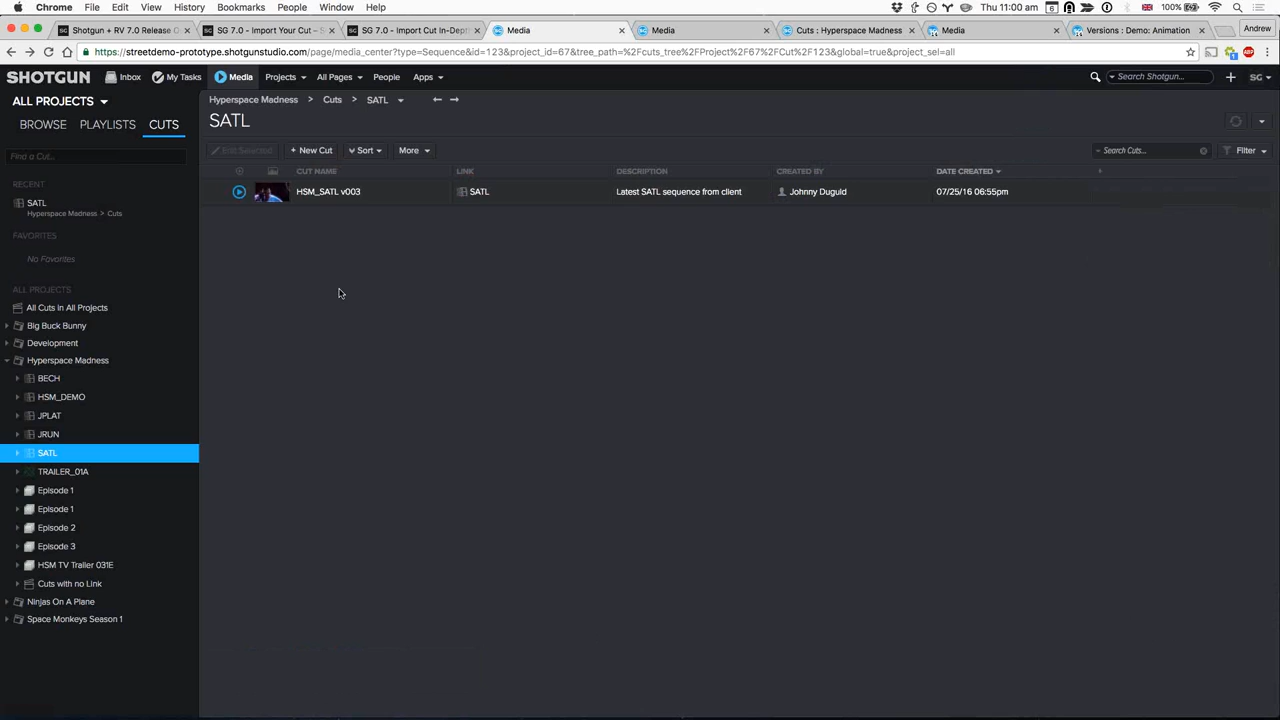 Chrome File Edit View History Bookmarks People Window Help 6 100% Thu 11:00 am
Shotgun + RV 7.0 Release O SG 7.0 - Import Your Cut – S SG 7.0 - Import Cut In-Dept Media Media Cuts : Hyperspace Madness Media Versions : Demo: Animation Andrew
https://streetdemo-prototype.shotgunstudio.com/page/media_center?type=Sequence&id=123&project_id=67&tree_path=%2Fcuts_tree%2FProject%2F67%2FCut%2F123&global=true&project_sel=all
SHOTGUN Inbox My Tasks Media Projects All Pages People Apps Search Shotgun... SG
ALL PROJECTS
Hyperspace Madness > Cuts > SATL
BROWSE PLAYLISTS CUTS
SATL
Edit Selected + New Cut Sort More Search Cuts... Filter
Find a Cut...
CUT NAME LINK DESCRIPTION CREATED BY DATE CREATED
HSM_SATL v003 SATL Latest SATL sequence from client Johnny Duguid 07/25/16 06:55pm
RECENT
SATL
Hyperspace Madness > Cuts
FAVORITES
No Favorites
ALL PROJECTS
All Cuts in All Projects
Big Buck Bunny
Development
Hyperspace Madness
BECH
HSM_DEMO
JPLAT
JRUN
SATL
TRAILER_01A
Episode 1
Episode 1
Episode 2
Episode 3
HSM TV Trailer 031E
Cuts with no Link
Ninjas On A Plane
Space Monkeys Season 1